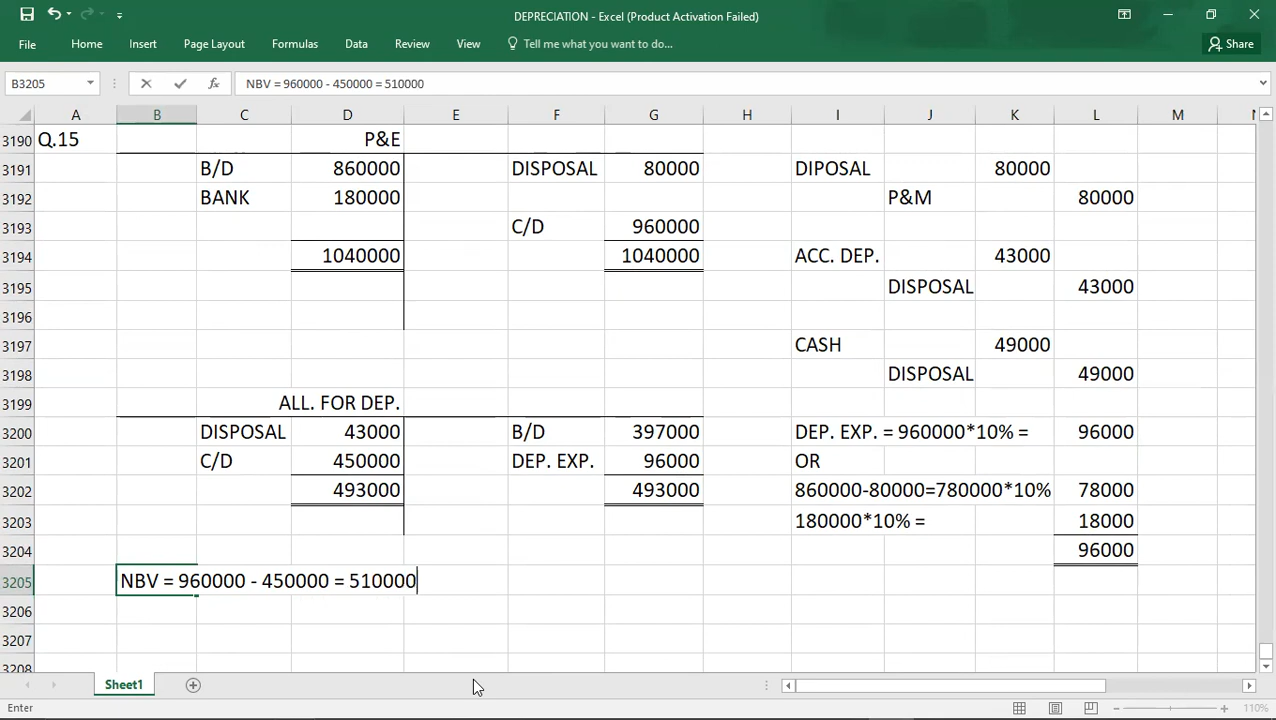 DEPRECIATION - Excel (Product Activation Failed)
File Home Insert Page Layout Formulas Data Review View Tell me what you want to do... Share
B3205 fx NBV = 960000 - 450000 = 510000
A B C D E F G H I J K L M
3190 Q.15 P&E
3191 B/D 860000 DISPOSAL 80000 DIPOSAL 80000
3192 BANK 180000 P&M 80000
3193 C/D 960000
3194 1040000 1040000 ACC. DEP. 43000
3195 DISPOSAL 43000
3196
3197 CASH 49000
3198 DISPOSAL 49000
3199 ALL. FOR DEP.
3200 DISPOSAL 43000 B/D 397000 DEP. EXP. = 960000*10% = 96000
3201 C/D 450000 DEP. EXP. 96000 OR
3202 493000 493000 860000-80000=780000*10% 78000
3203 180000*10% = 18000
3204 96000
3205 NBV = 960000 - 450000 = 510000
3206
3207
3208
Sheet1
Enter 110%